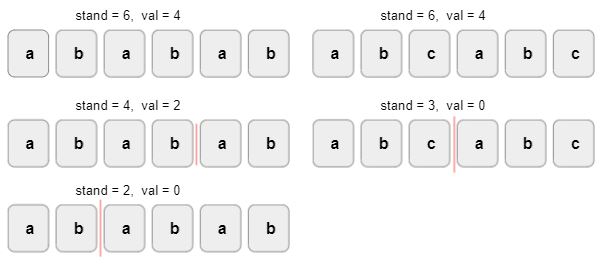 stand = 6, val = 4
stand = 6, val = 4
a b a b a b
a b c a b c
stand = 4, val = 2
stand = 3, val = 0
a b a b a b
a b c a b c
stand = 2, val = 0
a b a b a b